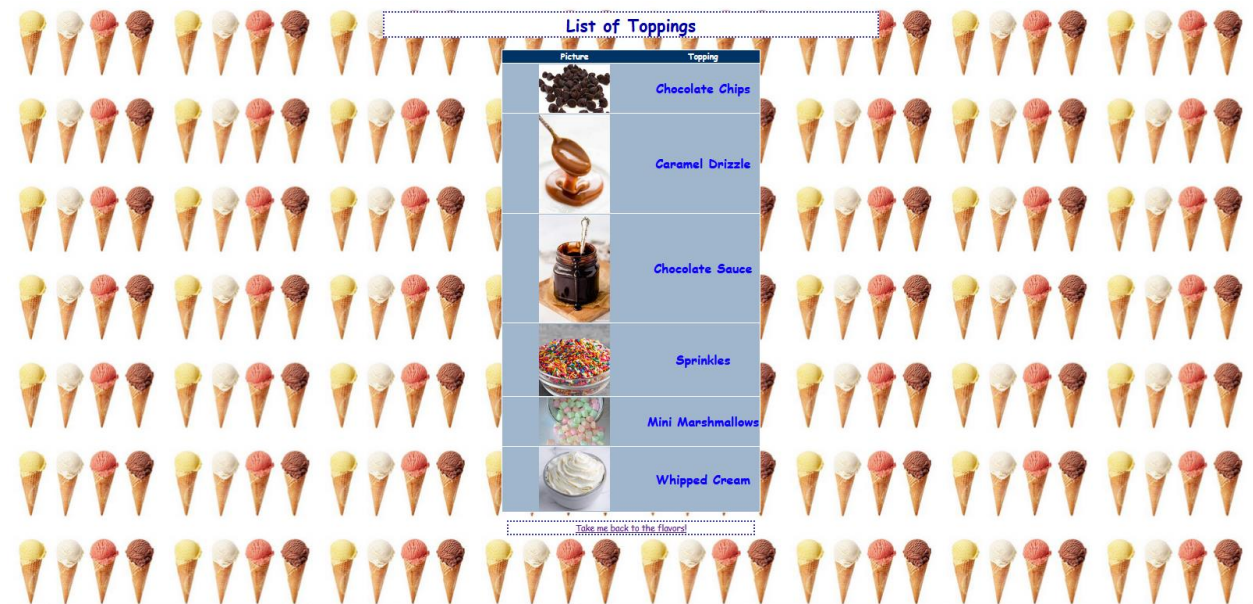 List of Toppings
Picture Topping
Chocolate Chips
Caramel Drizzle
Chocolate Sauce
Sprinkles
Mini Marshmallows
Whipped Cream
Take me back to the flavors!